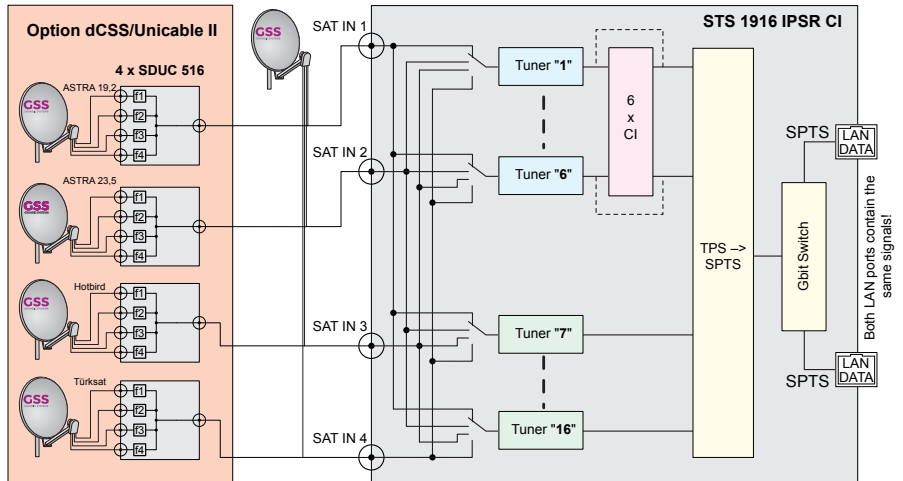 Option dCSS/Unicable II
4 x SDUC 516
ASTRA 19,2
GSS
f1
f2
f3
f4
ASTRA 23,5
GSS
f1
f2
f3
f4
Hotbird
GSS
f1
f2
f3
f4
Türksat
GSS
f1
f2
f3
f4
GSS
SAT IN 1
SAT IN 2
SAT IN 3
SAT IN 4
STS 1916 IPSR CI
Tuner "1"
Tuner "6"
Tuner "7"
Tuner "16"
6
x
CI
TPS –>
SPTS
Gbit Switch
SPTS
LAN
DATA
SPTS
LAN
DATA
Both LAN ports contain the
same signals!